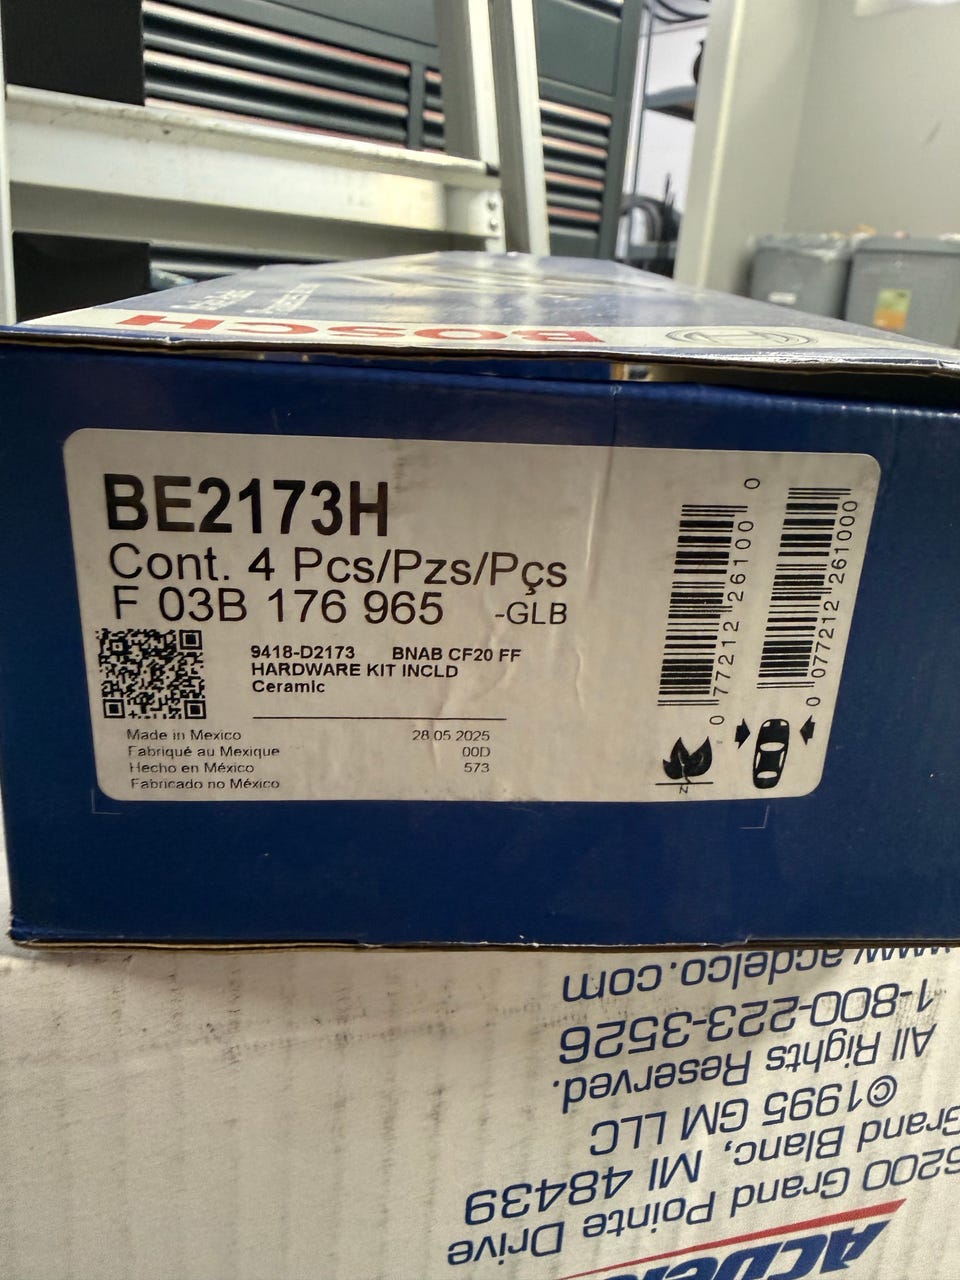 BOSCH
BE2173H
Cont. 4 Pcs/Pzs/Pçs
F 03B 176 965 -GLB
9418-D2173 BNAB CF20 FF
HARDWARE KIT INCLD
Ceramic
Made in Mexico 28.05.2025
Fabriqué au Mexique 00D
Hecho en México 573
Fabricado no México
0 77212 26100 0
0 077212 261000
N
ACDelco
6200 Grand Pointe Drive
Grand Blanc, MI 48439
©1995 GM LLC
All Rights Reserved.
1-800-223-3526
www.acdelco.com